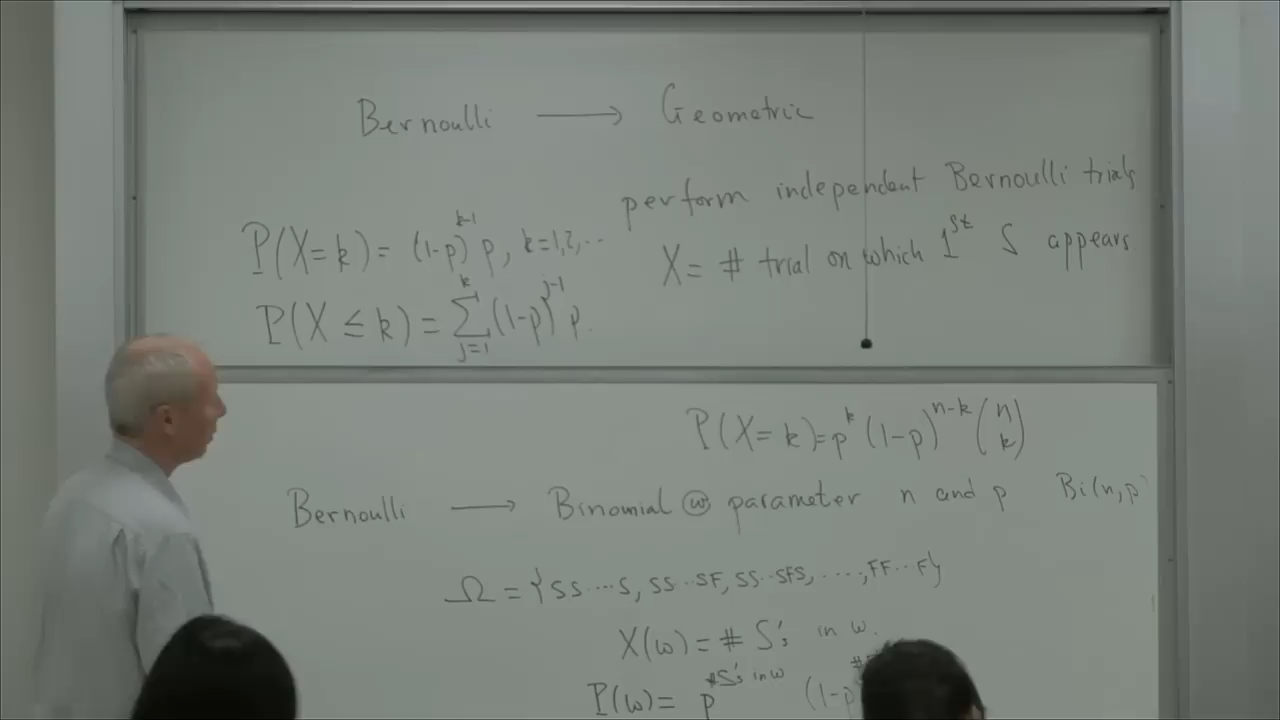 Bernoulli ⟶ Geometric
perform independent Bernoulli trials
X = # trial on which 1st S appears
P(X=k) = (1-p)^{k-1} p, k=1,2,...
P(X ≤ k) = ∑_{j=1}^{k} (1-p)^{j-1} p.
P(X=k)=p^k (1-p)^{n-k} (n k)
Bernoulli ⟶ Binomial ⓦ parameter n and p Bi(n,p)
Ω = {SS···S, SS··SF, SS··SFS, ....,FF··F}
X(ω) = # S's in ω.
P(ω) = p^{#S's in ω} (1-p